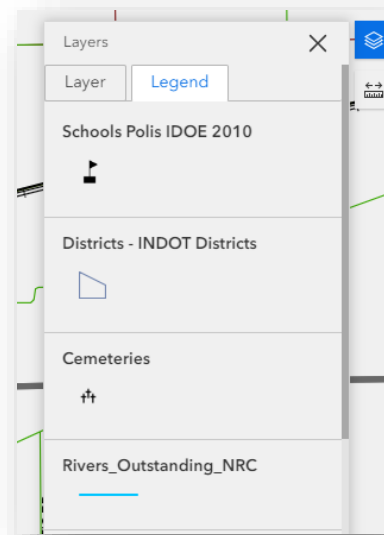 Layers
Layer
Legend
Schools Polis IDOE 2010
Districts - INDOT Districts
Cemeteries
Rivers_Outstanding_NRC